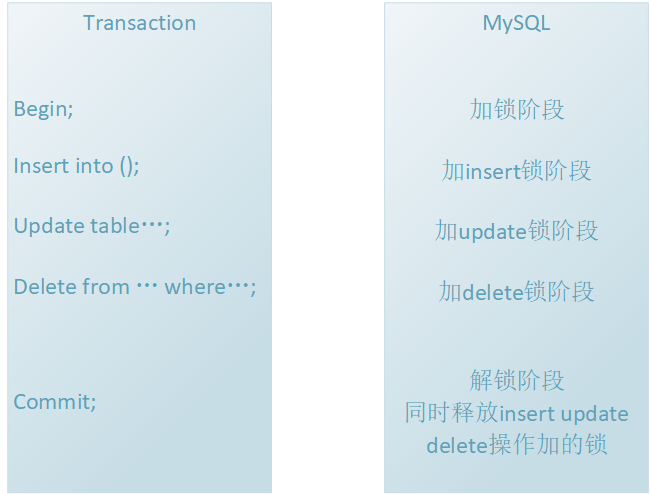 Transaction
Begin;
Insert into ();
Update table…;
Delete from … where…;
Commit;
MySQL
加锁阶段
加insert锁阶段
加update锁阶段
加delete锁阶段
解锁阶段
同时释放insert update
delete操作加的锁